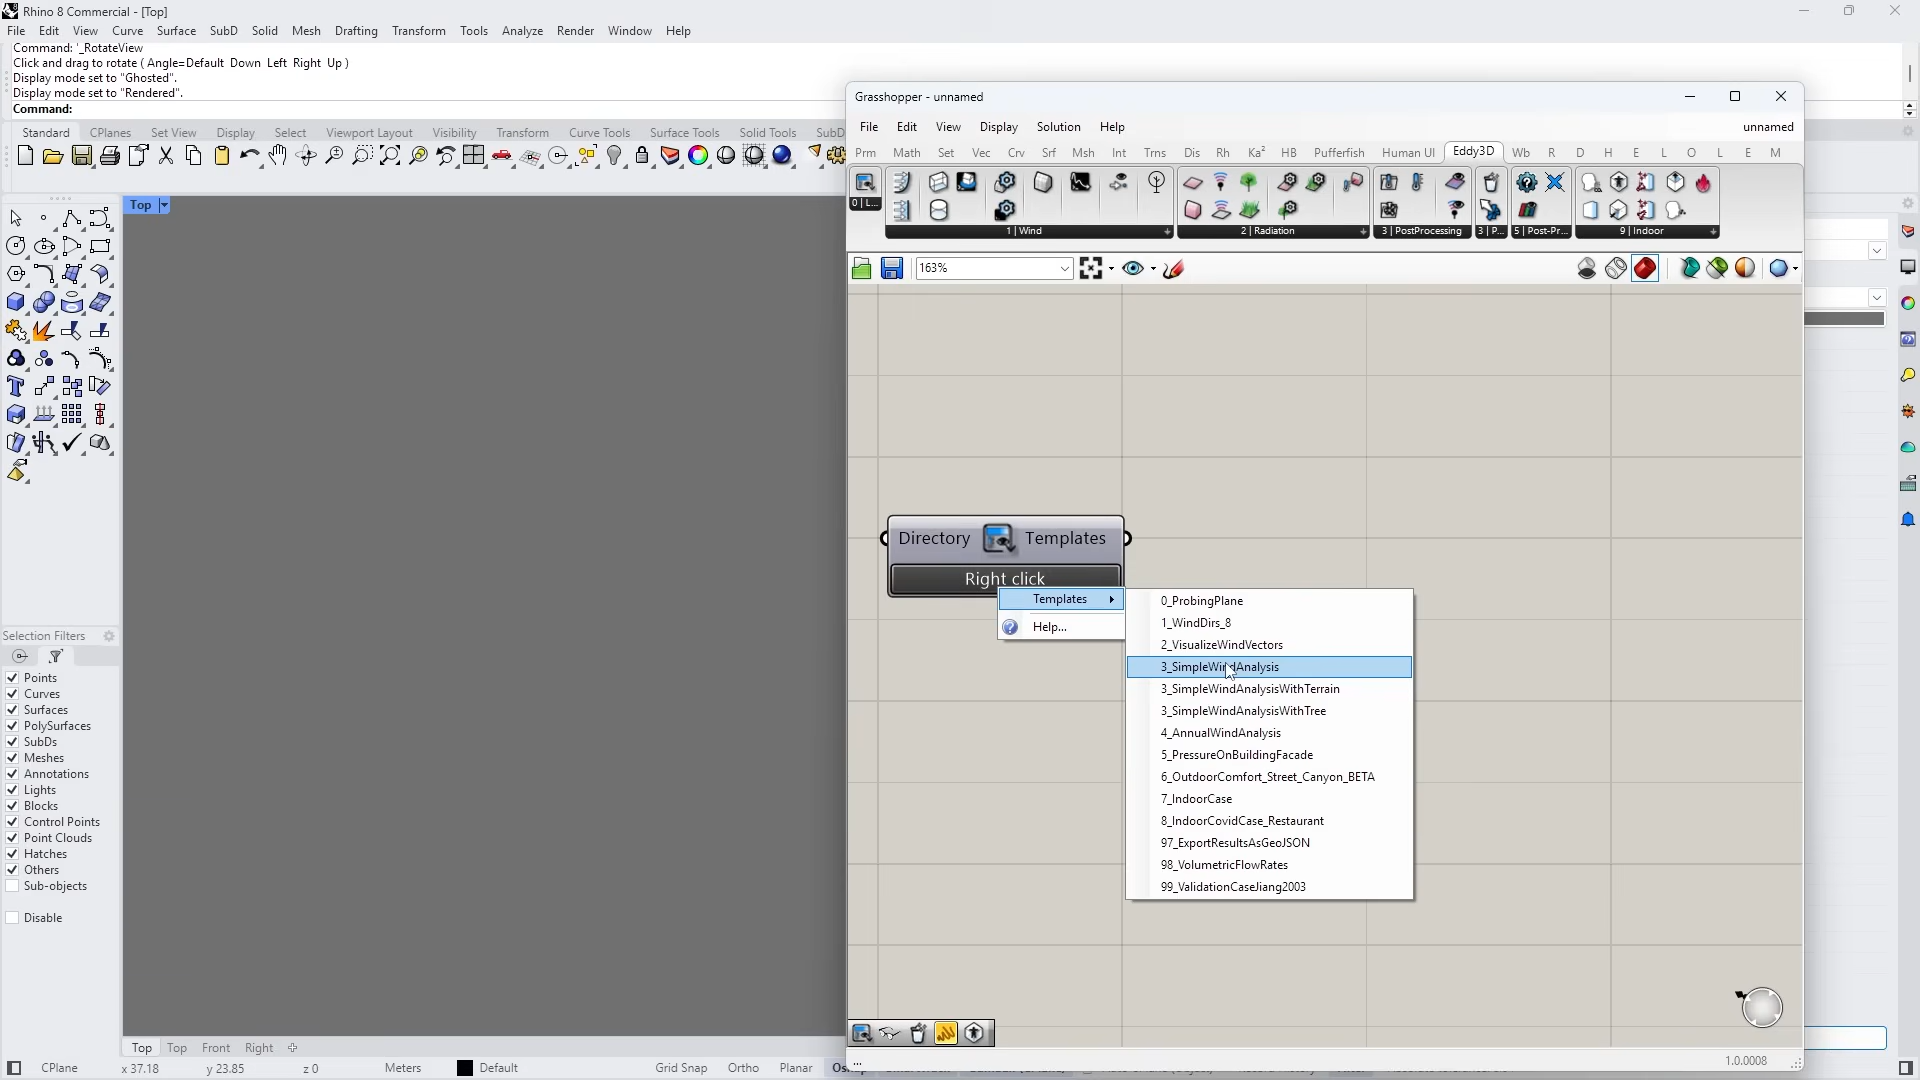 Rhino 8 Commercial - [Top]
File Edit View Curve Surface SubD Solid Mesh Drafting Transform Tools Analyze Render Window Help
Command: '_RotateView
Click and drag to rotate ( Angle=Default Down Left Right Up )
Display mode set to "Ghosted".
Display mode set to "Rendered".
Command:
Standard CPlanes Set View Display Select Viewport Layout Visibility Transform Curve Tools Surface Tools Solid Tools SubD
Top
Grasshopper - unnamed
File Edit View Display Solution Help unnamed
Prm Math Set Vec Crv Srf Msh Int Trns Dis Rh Ka² HB Pufferfish Human UI Eddy3D Wb R D H E L O L E M
0 | L... 1 | Wind 2 | Radiation 3 | PostProcessing 3 | P... 5 | Post-Pr... 9 | Indoor
163%
Directory Templates
Right click
Templates
Help...
0_ProbingPlane
1_WindDirs_8
2_VisualizeWindVectors
3_SimpleWindAnalysis
3_SimpleWindAnalysisWithTerrain
3_SimpleWindAnalysisWithTree
4_AnnualWindAnalysis
5_PressureOnBuildingFacade
6_OutdoorComfort_Street_Canyon_BETA
7_IndoorCase
8_IndoorCovidCase_Restaurant
97_ExportResultsAsGeoJSON
98_VolumetricFlowRates
99_ValidationCaseJiang2003
Selection Filters
Points
Curves
Surfaces
PolySurfaces
SubDs
Meshes
Annotations
Lights
Blocks
Control Points
Point Clouds
Hatches
Others
Sub-objects
Disable
Top Top Front Right
... 1.0.0008
CPlane x 37.18 y 23.85 z 0 Meters Default Grid Snap Ortho Planar